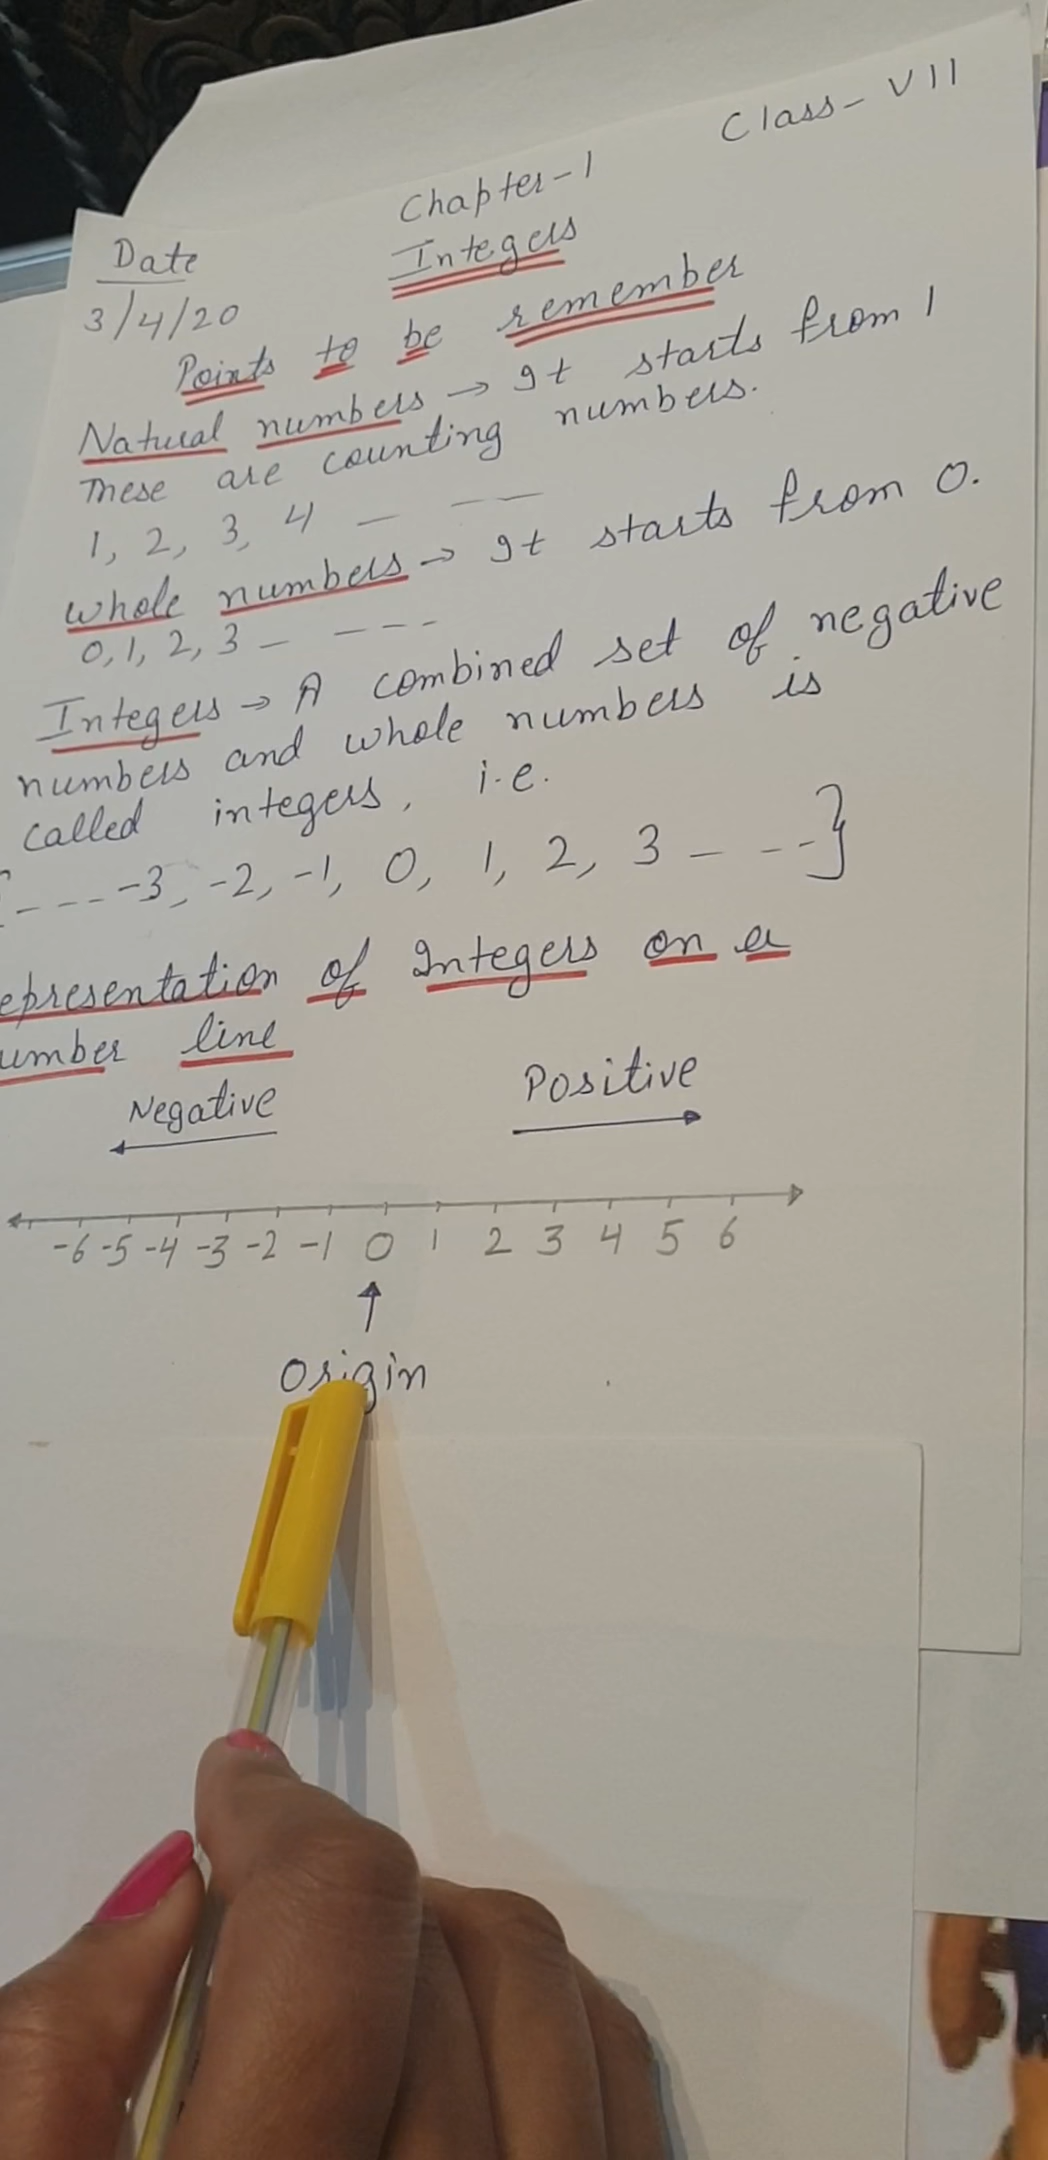 Class- VII
Chapter-1
Date
Integers
3/4/20
Points to be remember
Natural numbers → It starts from 1
These are counting numbers.
1, 2, 3, 4 - --
Whole numbers → It starts from 0.
0, 1, 2, 3 - ----
Integers → A combined set of negative
numbers and whole numbers is
called integers, i.e.
{---- -3, -2, -1, 0, 1, 2, 3 - ---}
epresentation of Integers on a
umber line
Negative Positive
-6 -5 -4 -3 -2 -1 0 1 2 3 4 5 6
Origin